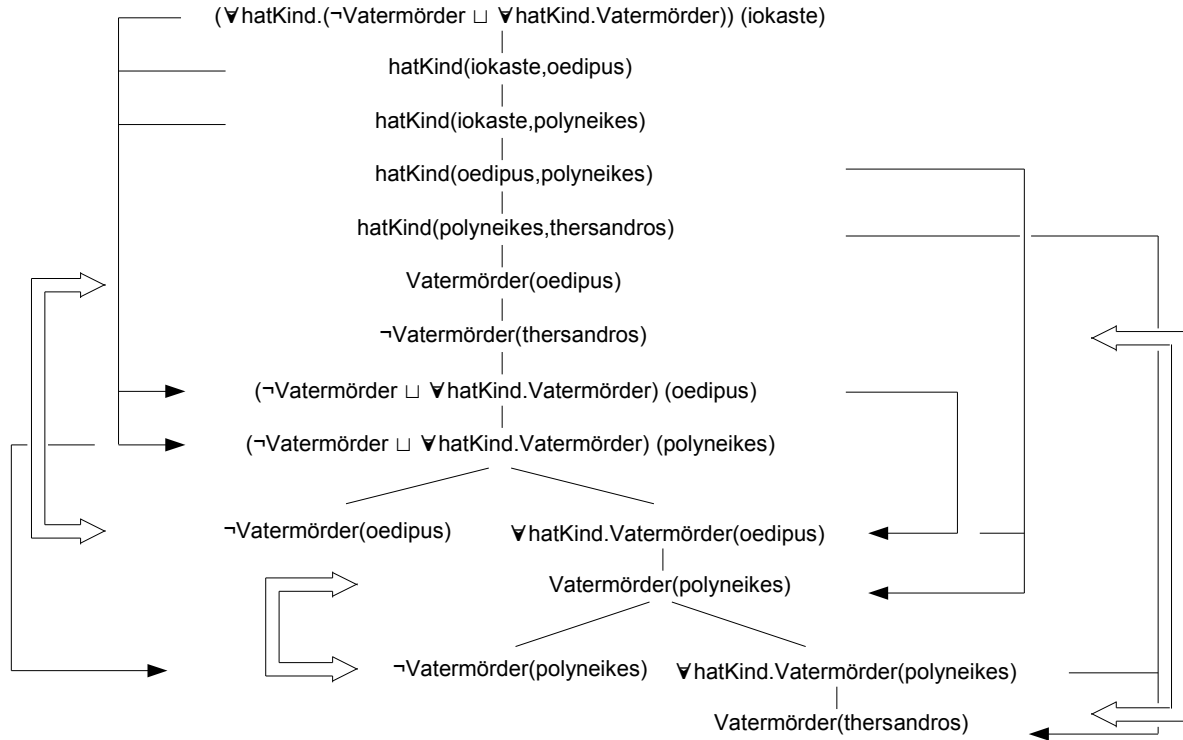 (∀hatKind.(¬Vatermörder ⊔ ∀hatKind.Vatermörder)) (iokaste)
hatKind(iokaste,oedipus)
hatKind(iokaste,polyneikes)
hatKind(oedipus,polyneikes)
hatKind(polyneikes,thersandros)
Vatermörder(oedipus)
¬Vatermörder(thersandros)
(¬Vatermörder ⊔ ∀hatKind.Vatermörder) (oedipus)
(¬Vatermörder ⊔ ∀hatKind.Vatermörder) (polyneikes)
¬Vatermörder(oedipus)
∀hatKind.Vatermörder(oedipus)
Vatermörder(polyneikes)
¬Vatermörder(polyneikes)
∀hatKind.Vatermörder(polyneikes)
Vatermörder(thersandros)